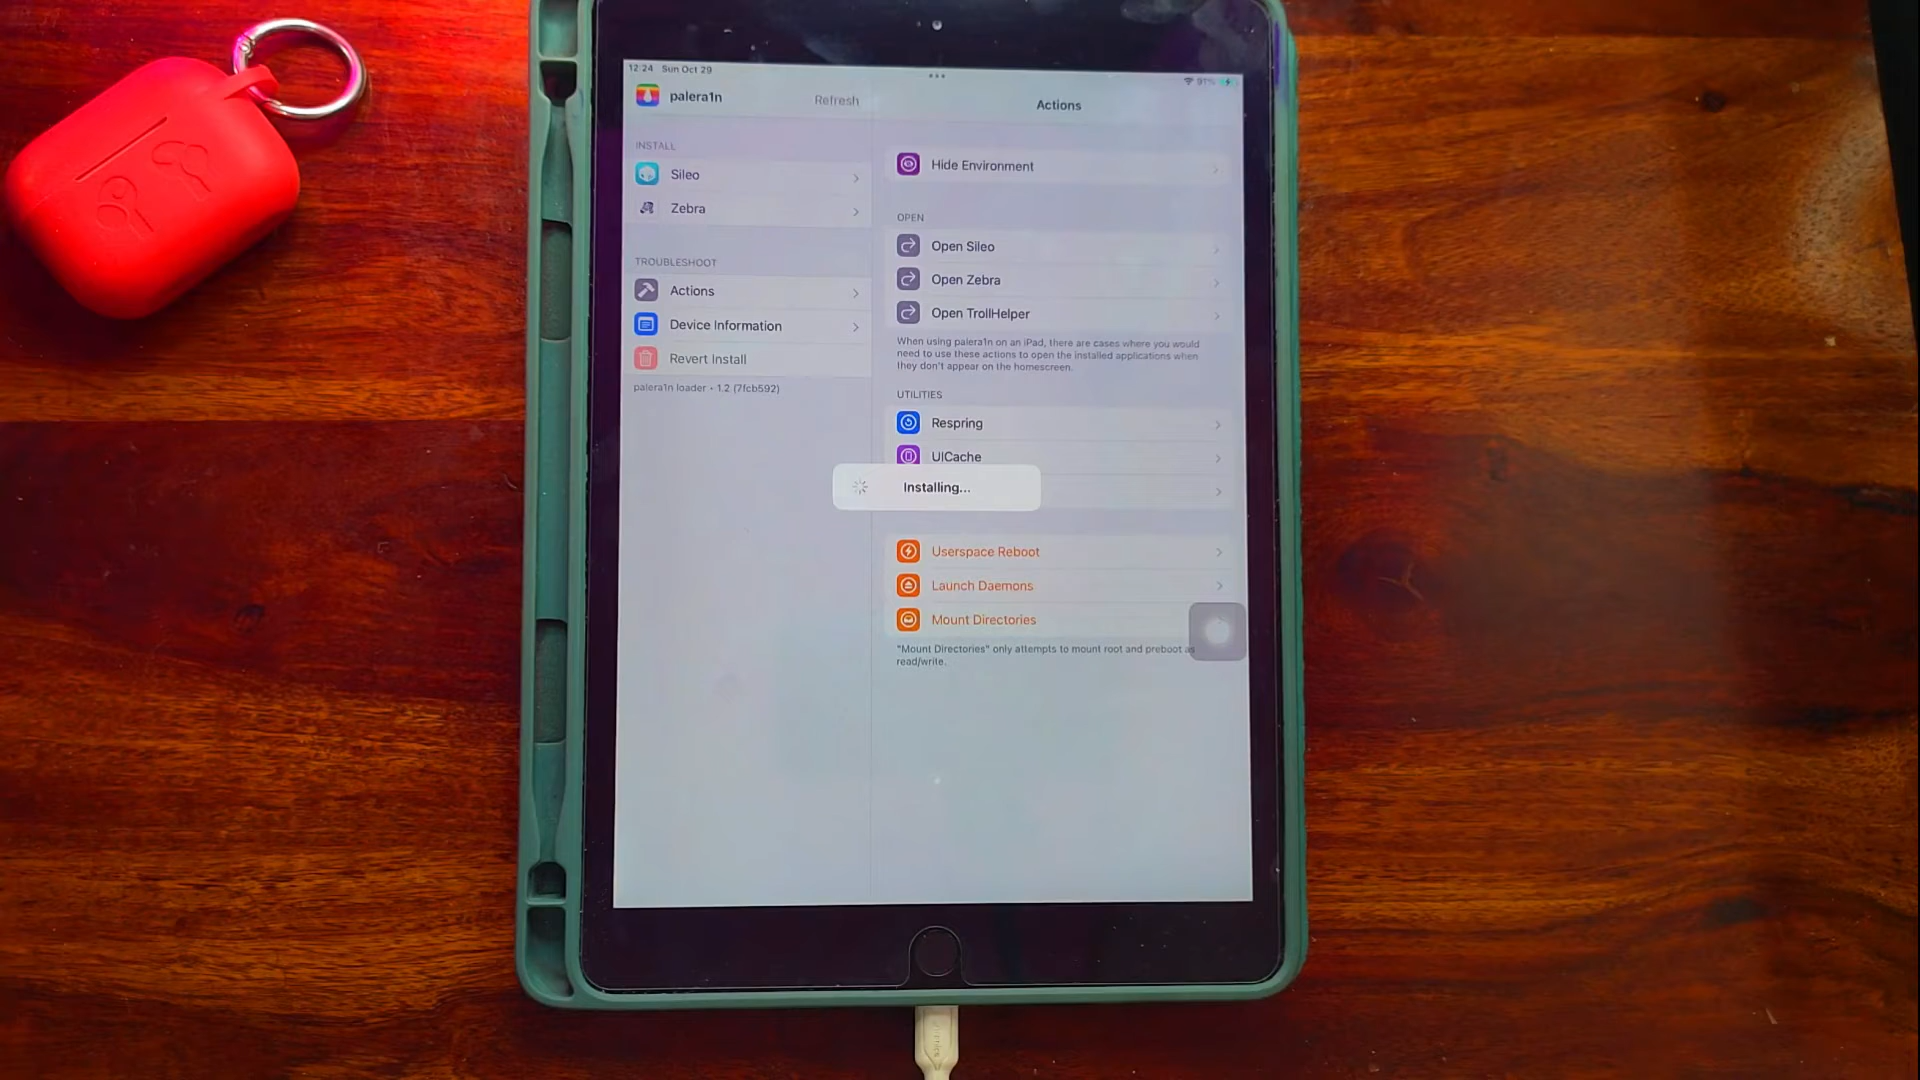 12:24 Sun Oct 29
91%
palera1n
Refresh
INSTALL
Sileo
Zebra
TROUBLESHOOT
Actions
Device Information
Revert Install
palera1n loader • 1.2 (7fcb592)
Actions
Hide Environment
OPEN
Open Sileo
Open Zebra
Open TrollHelper
When using palera1n on an iPad, there are cases where you would
need to use these actions to open the installed applications when
they don't appear on the homescreen.
UTILITIES
Respring
UICache
Installing...
Userspace Reboot
Launch Daemons
Mount Directories
"Mount Directories" only attempts to mount root and preboot as
read/write.